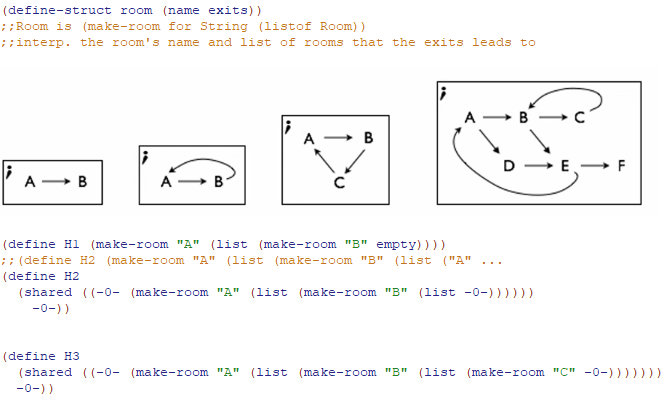 (define-struct room (name exits))
;;Room is (make-room for String (listof Room))
;;interp. the room's name and list of rooms that the exits leads to
; A B
; A B
; A B
C
; A B C
D E F
(define H1 (make-room "A" (list (make-room "B" empty))))
;;(define H2 (make-room "A" (list (make-room "B" (list ("A" ...
(define H2
(shared ((-0- (make-room "A" (list (make-room "B" (list -0-))))))
-0-))
(define H3
(shared ((-0- (make-room "A" (list (make-room "B" (list (make-room "C" -0-)))))))
-0-))